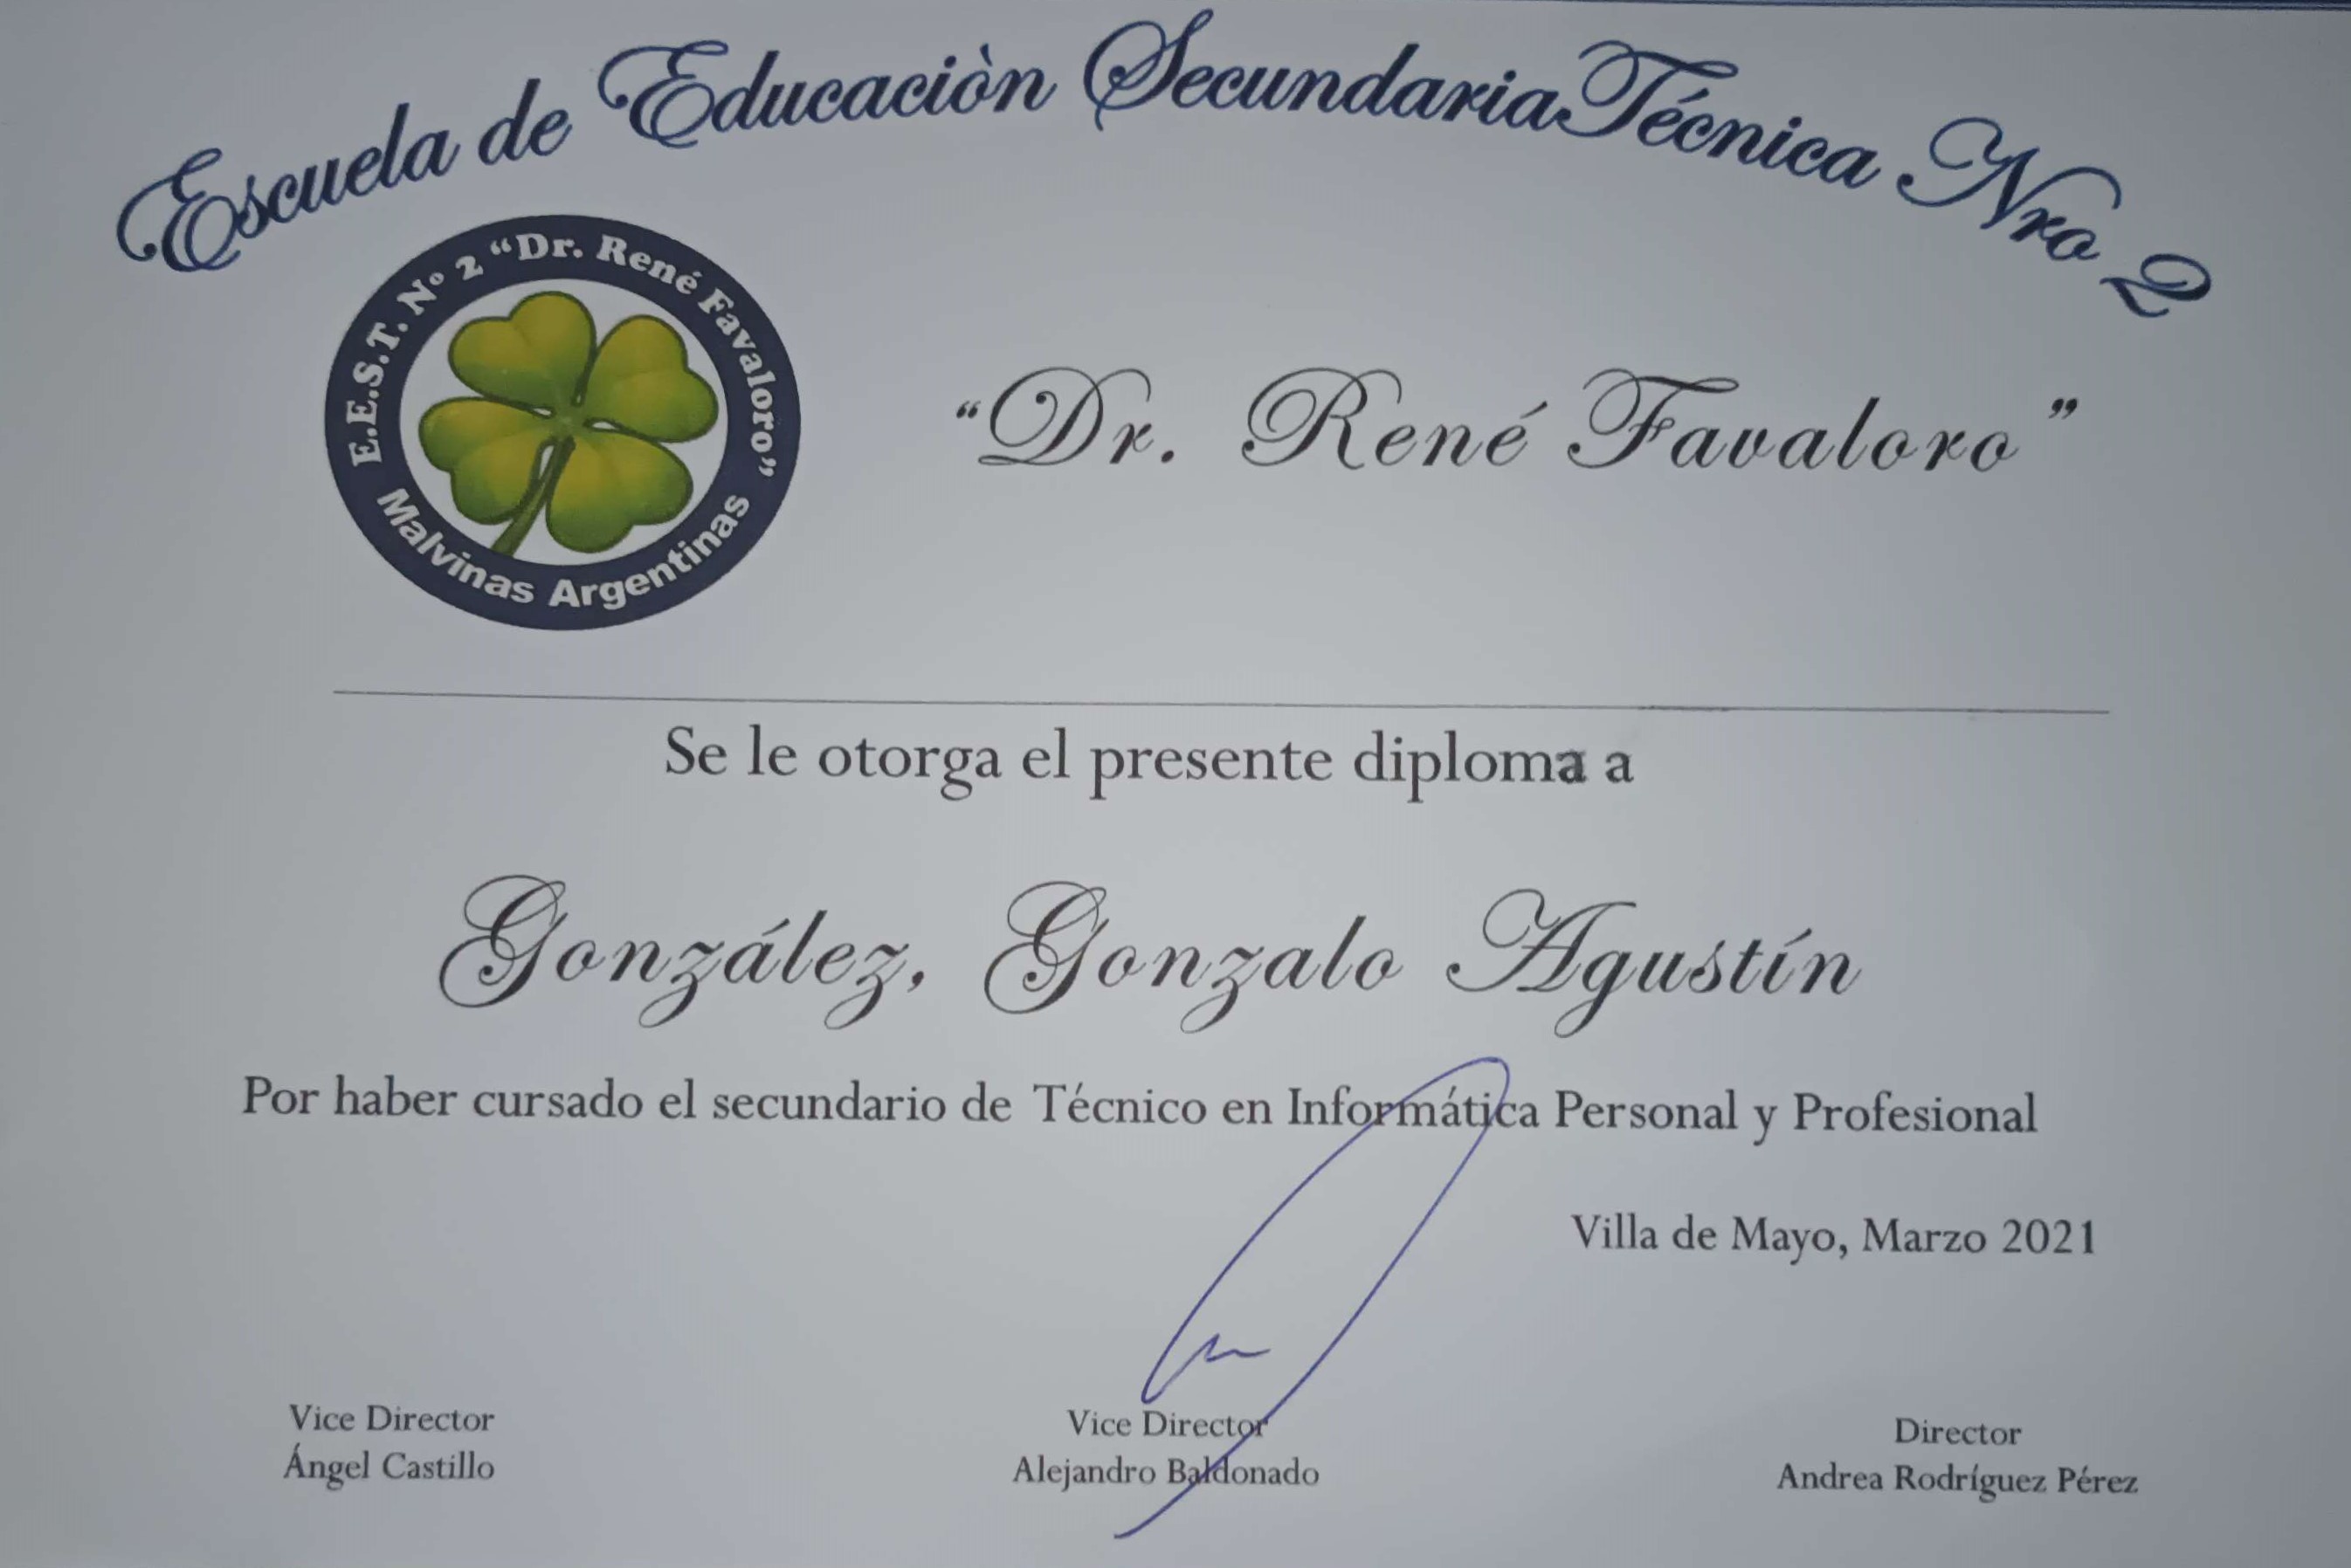 Escuela de Educaciòn Secundaria Técnica Nro 2
E.E.S.T. Nº 2 “Dr. René Favaloro”
Malvinas Argentinas
“Dr. René Favaloro”
Se le otorga el presente diploma a
González, Gonzalo Agustín
Por haber cursado el secundario de Técnico en Informática Personal y Profesional
Villa de Mayo, Marzo 2021
Vice Director
Ángel Castillo
Vice Director
Alejandro Baldonado
Director
Andrea Rodríguez Pérez